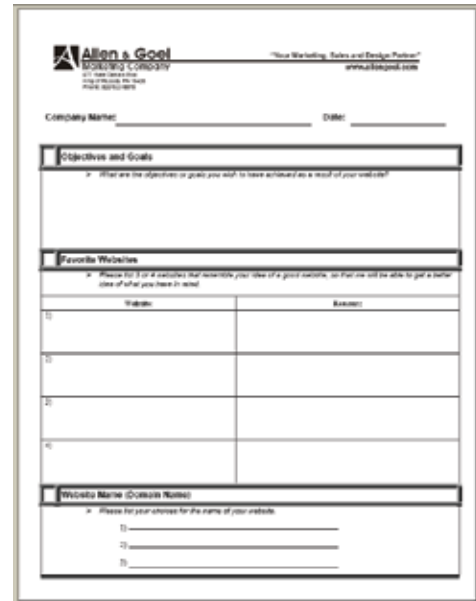 Allen & Goel
Marketing Company
"Your Marketing, Sales and Design Partner"
www.allengoel.com
Company Name:
Date:
Objectives and Goals
➢ What are the objectives or goals you wish to have achieved as a result of your website?
Favorite Websites
➢ Please list 3 or 4 websites that resemble your idea of a good website, so that we will be able to get a better
idea of what you have in mind.
Website: Reasons:
1)
2)
3)
4)
Website Name (Domain Name)
➢ Please list your choices for the name of your website.
1)
2)
3)